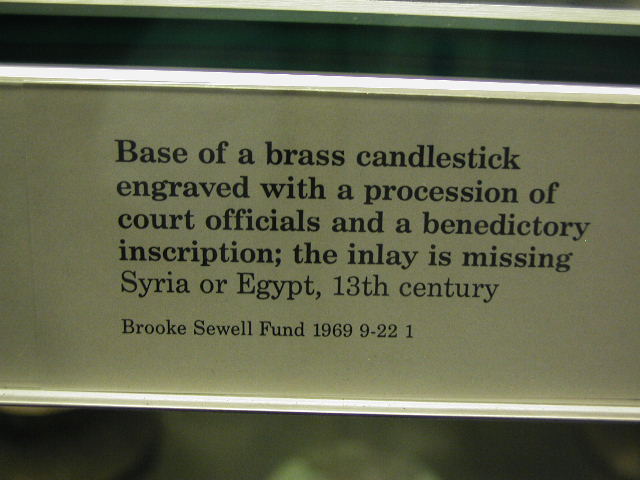 Base of a brass candlestick
engraved with a procession of
court officials and a benedictory
inscription; the inlay is missing
Syria or Egypt, 13th century
Brooke Sewell Fund 1969 9-22 1